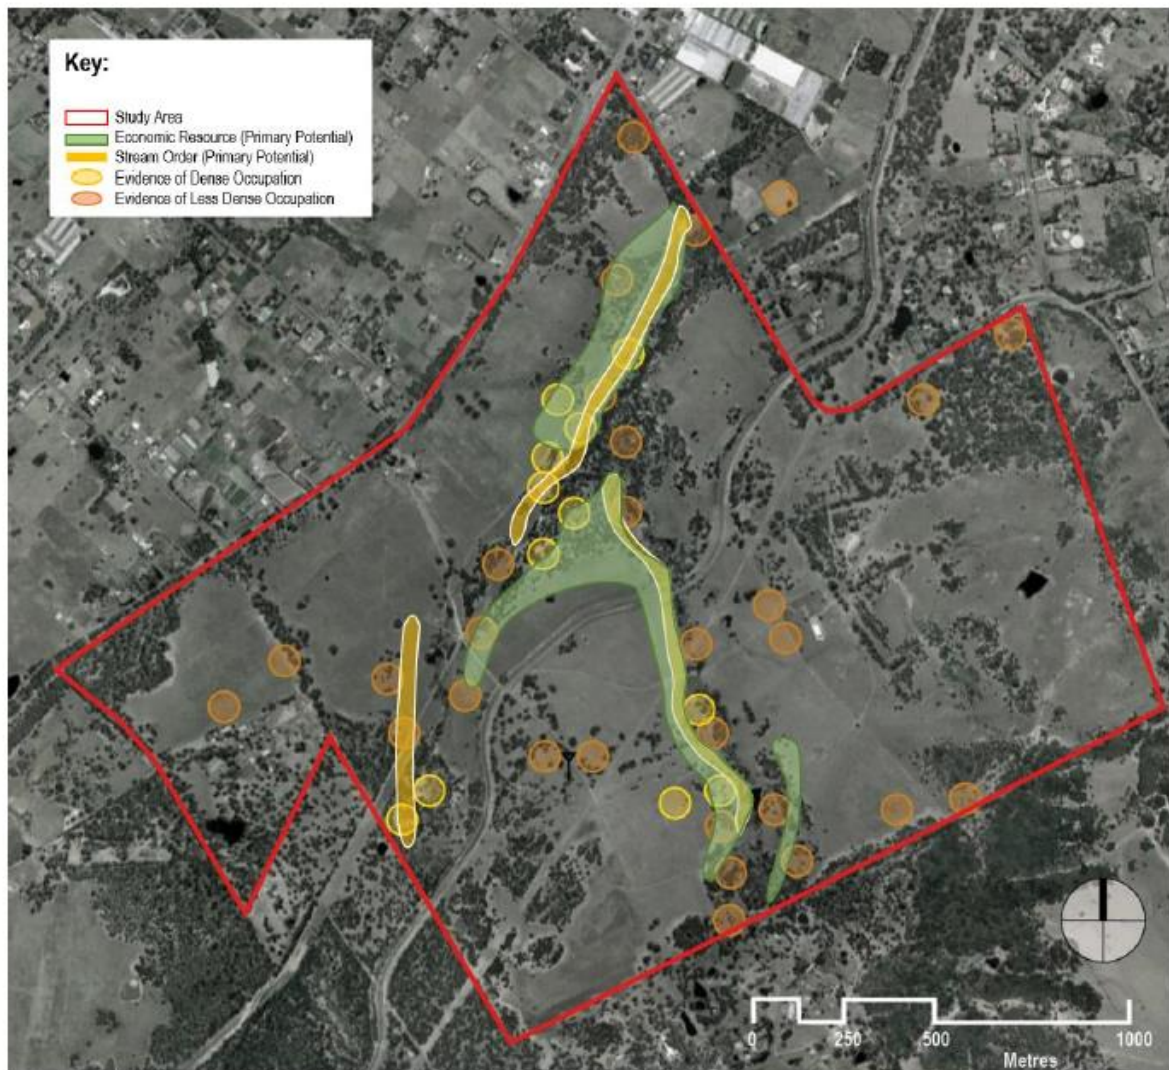 Key:
Study Area
Economic Resource (Primary Potential)
Stream Order (Primary Potential)
Evidence of Dense Occupation
Evidence of Less Dense Occupation
0 250 500 1000
Metres